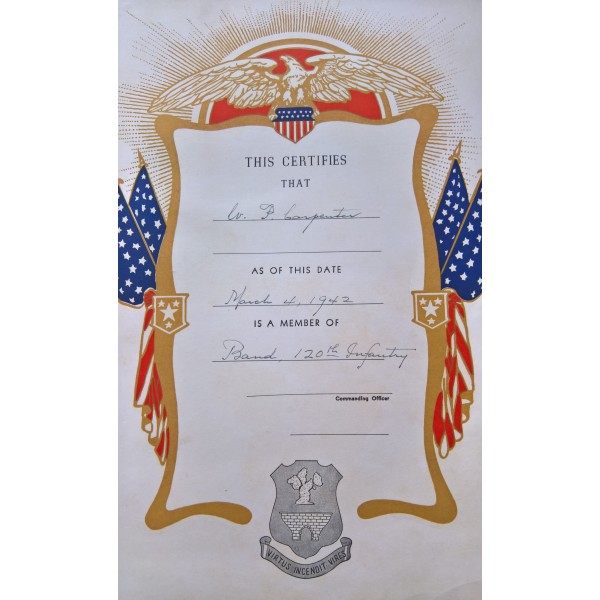 THIS CERTIFIES
THAT
W. P. Carpenter
AS OF THIS DATE
March 4, 1942
IS A MEMBER OF
Band, 120th Infantry
Commanding Officer
VIRTUS INCENDIT VIRES